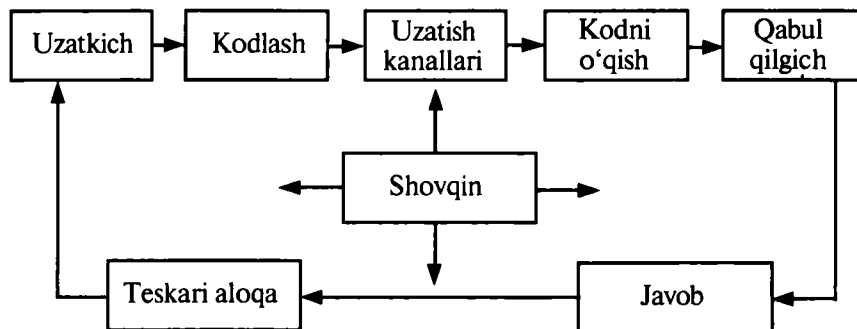 Uzatkich
Kodlash
Uzatish
kanallari
Kodni
o‘qish
Qabul
qilgich
Shovqin
Teskari aloqa
Javob